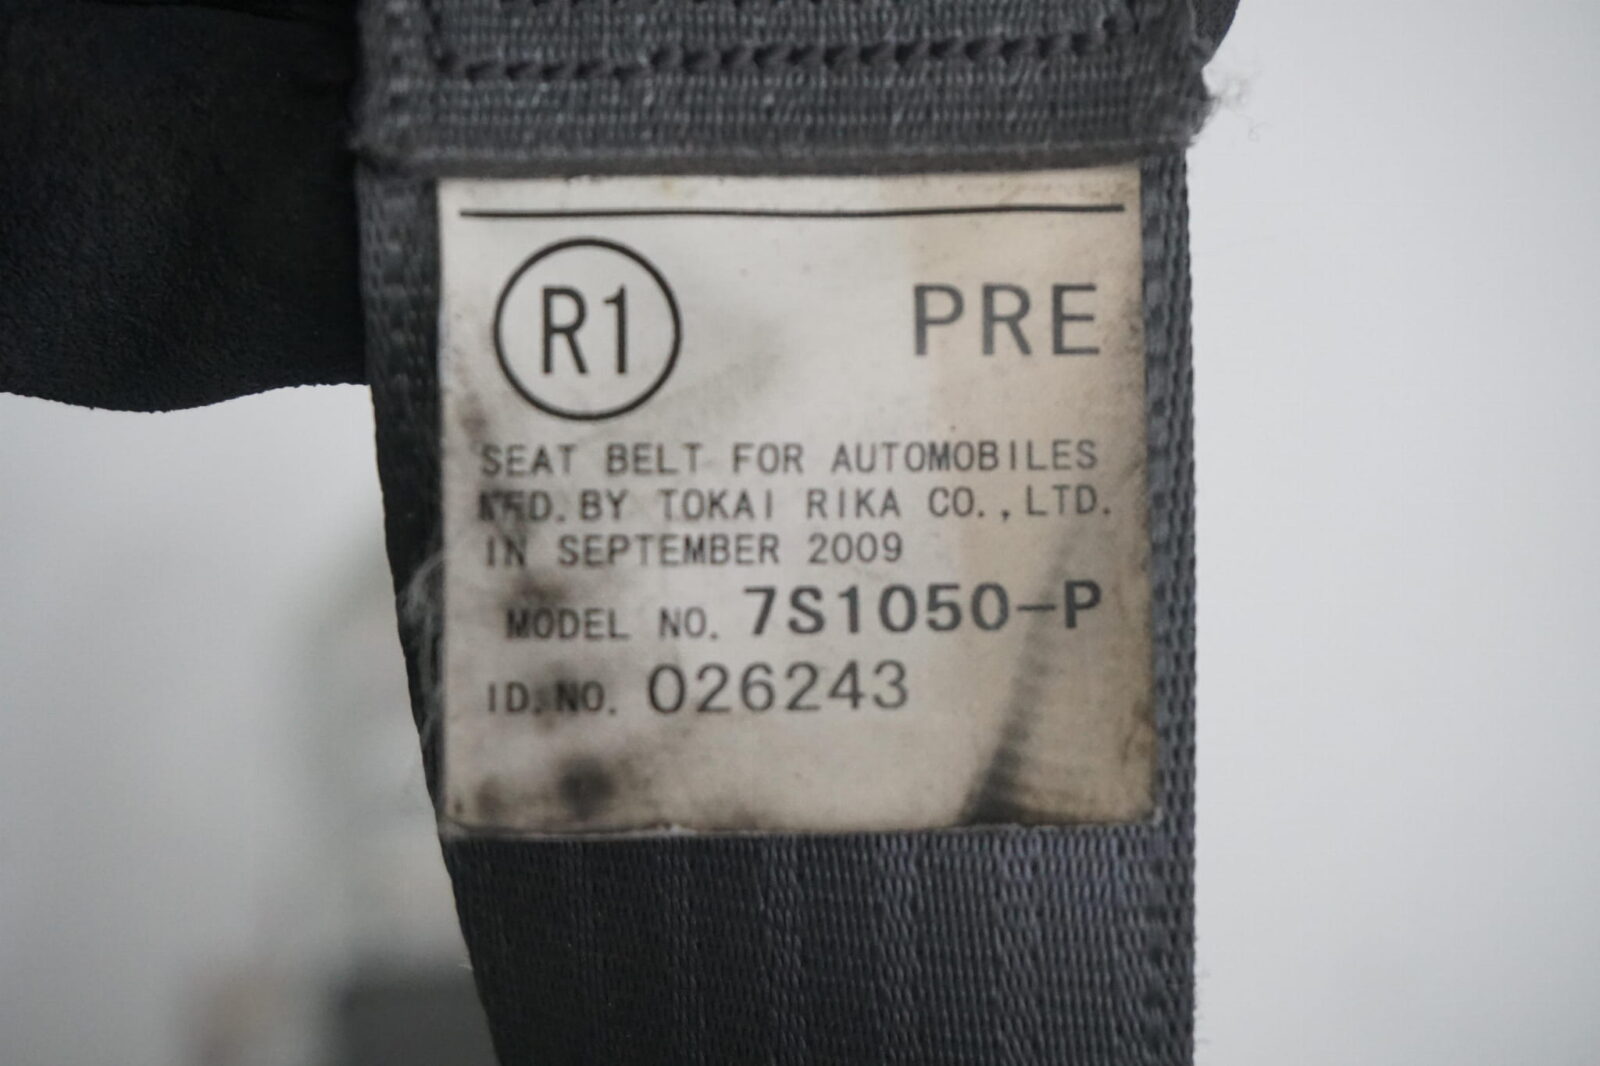 R1 PRE
SEAT BELT FOR AUTOMOBILES
MFD. BY TOKAI RIKA CO., LTD.
IN SEPTEMBER 2009
MODEL NO. 7S1050-P
ID. NO. 026243